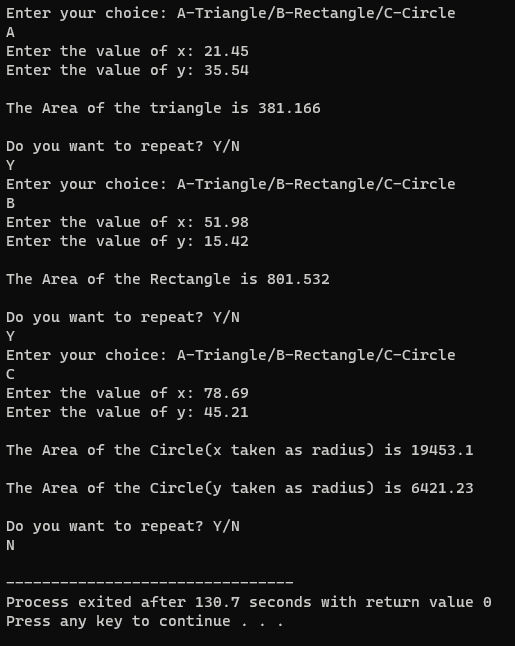 Enter your choice: A-Triangle/B-Rectangle/C-Circle
A
Enter the value of x: 21.45
Enter the value of y: 35.54
The Area of the triangle is 381.166
Do you want to repeat? Y/N
Y
Enter your choice: A-Triangle/B-Rectangle/C-Circle
B
Enter the value of x: 51.98
Enter the value of y: 15.42
The Area of the Rectangle is 801.532
Do you want to repeat? Y/N
Y
Enter your choice: A-Triangle/B-Rectangle/C-Circle
C
Enter the value of x: 78.69
Enter the value of y: 45.21
The Area of the Circle(x taken as radius) is 19453.1
The Area of the Circle(y taken as radius) is 6421.23
Do you want to repeat? Y/N
N
--------------------------------
Process exited after 130.7 seconds with return value 0
Press any key to continue . . .